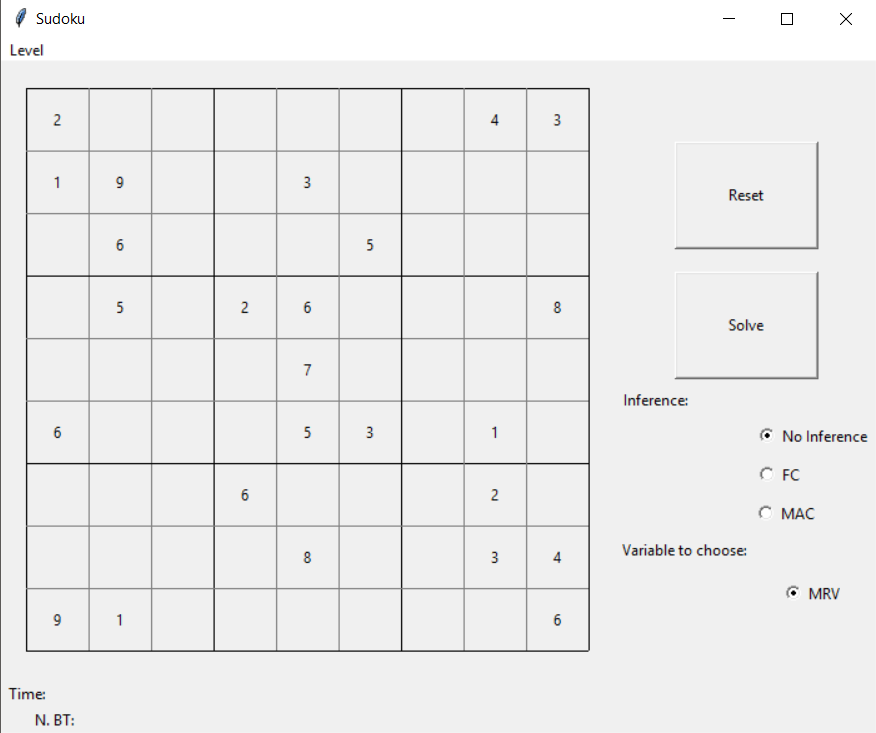 Sudoku
Level
2 4 3
1 9 3
6 5
5 2 6 8
7
6 5 3 1
6 2
8 3 4
9 1 6
Reset
Solve
Inference:
No Inference
FC
MAC
Variable to choose:
MRV
Time:
N. BT: